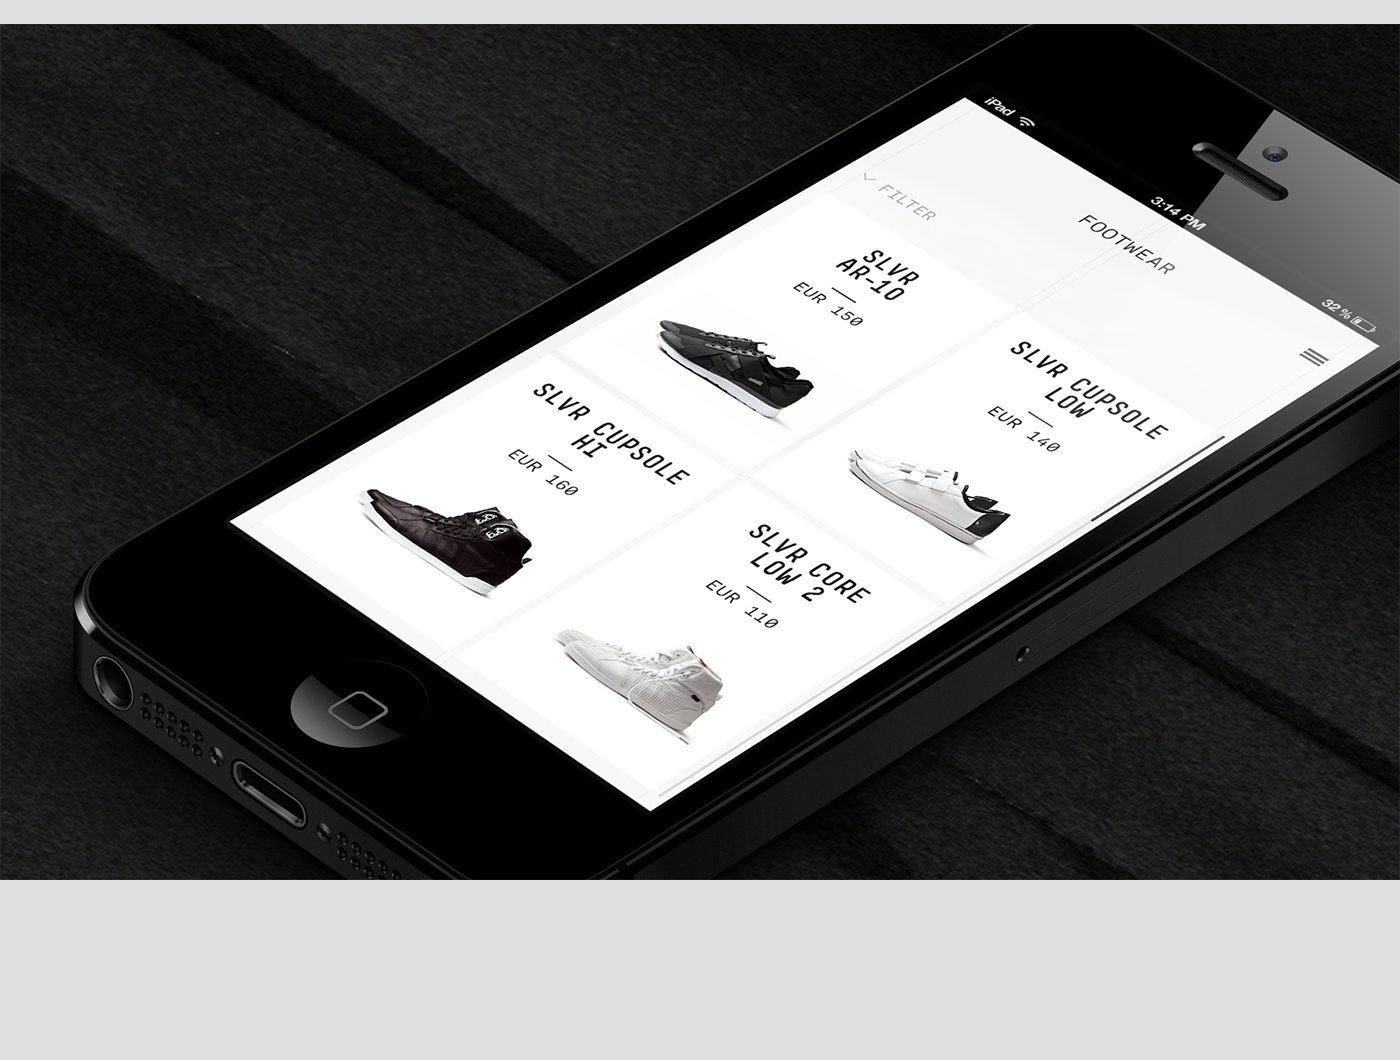 iPad
3:14 PM
32%
FILTER
FOOTWEAR
SLVR
AR-10
EUR 150
SLVR CUPSOLE
LOW
EUR 140
SLVR CUPSOLE
HI
EUR 160
SLVR CORE
LOW 2
EUR 110